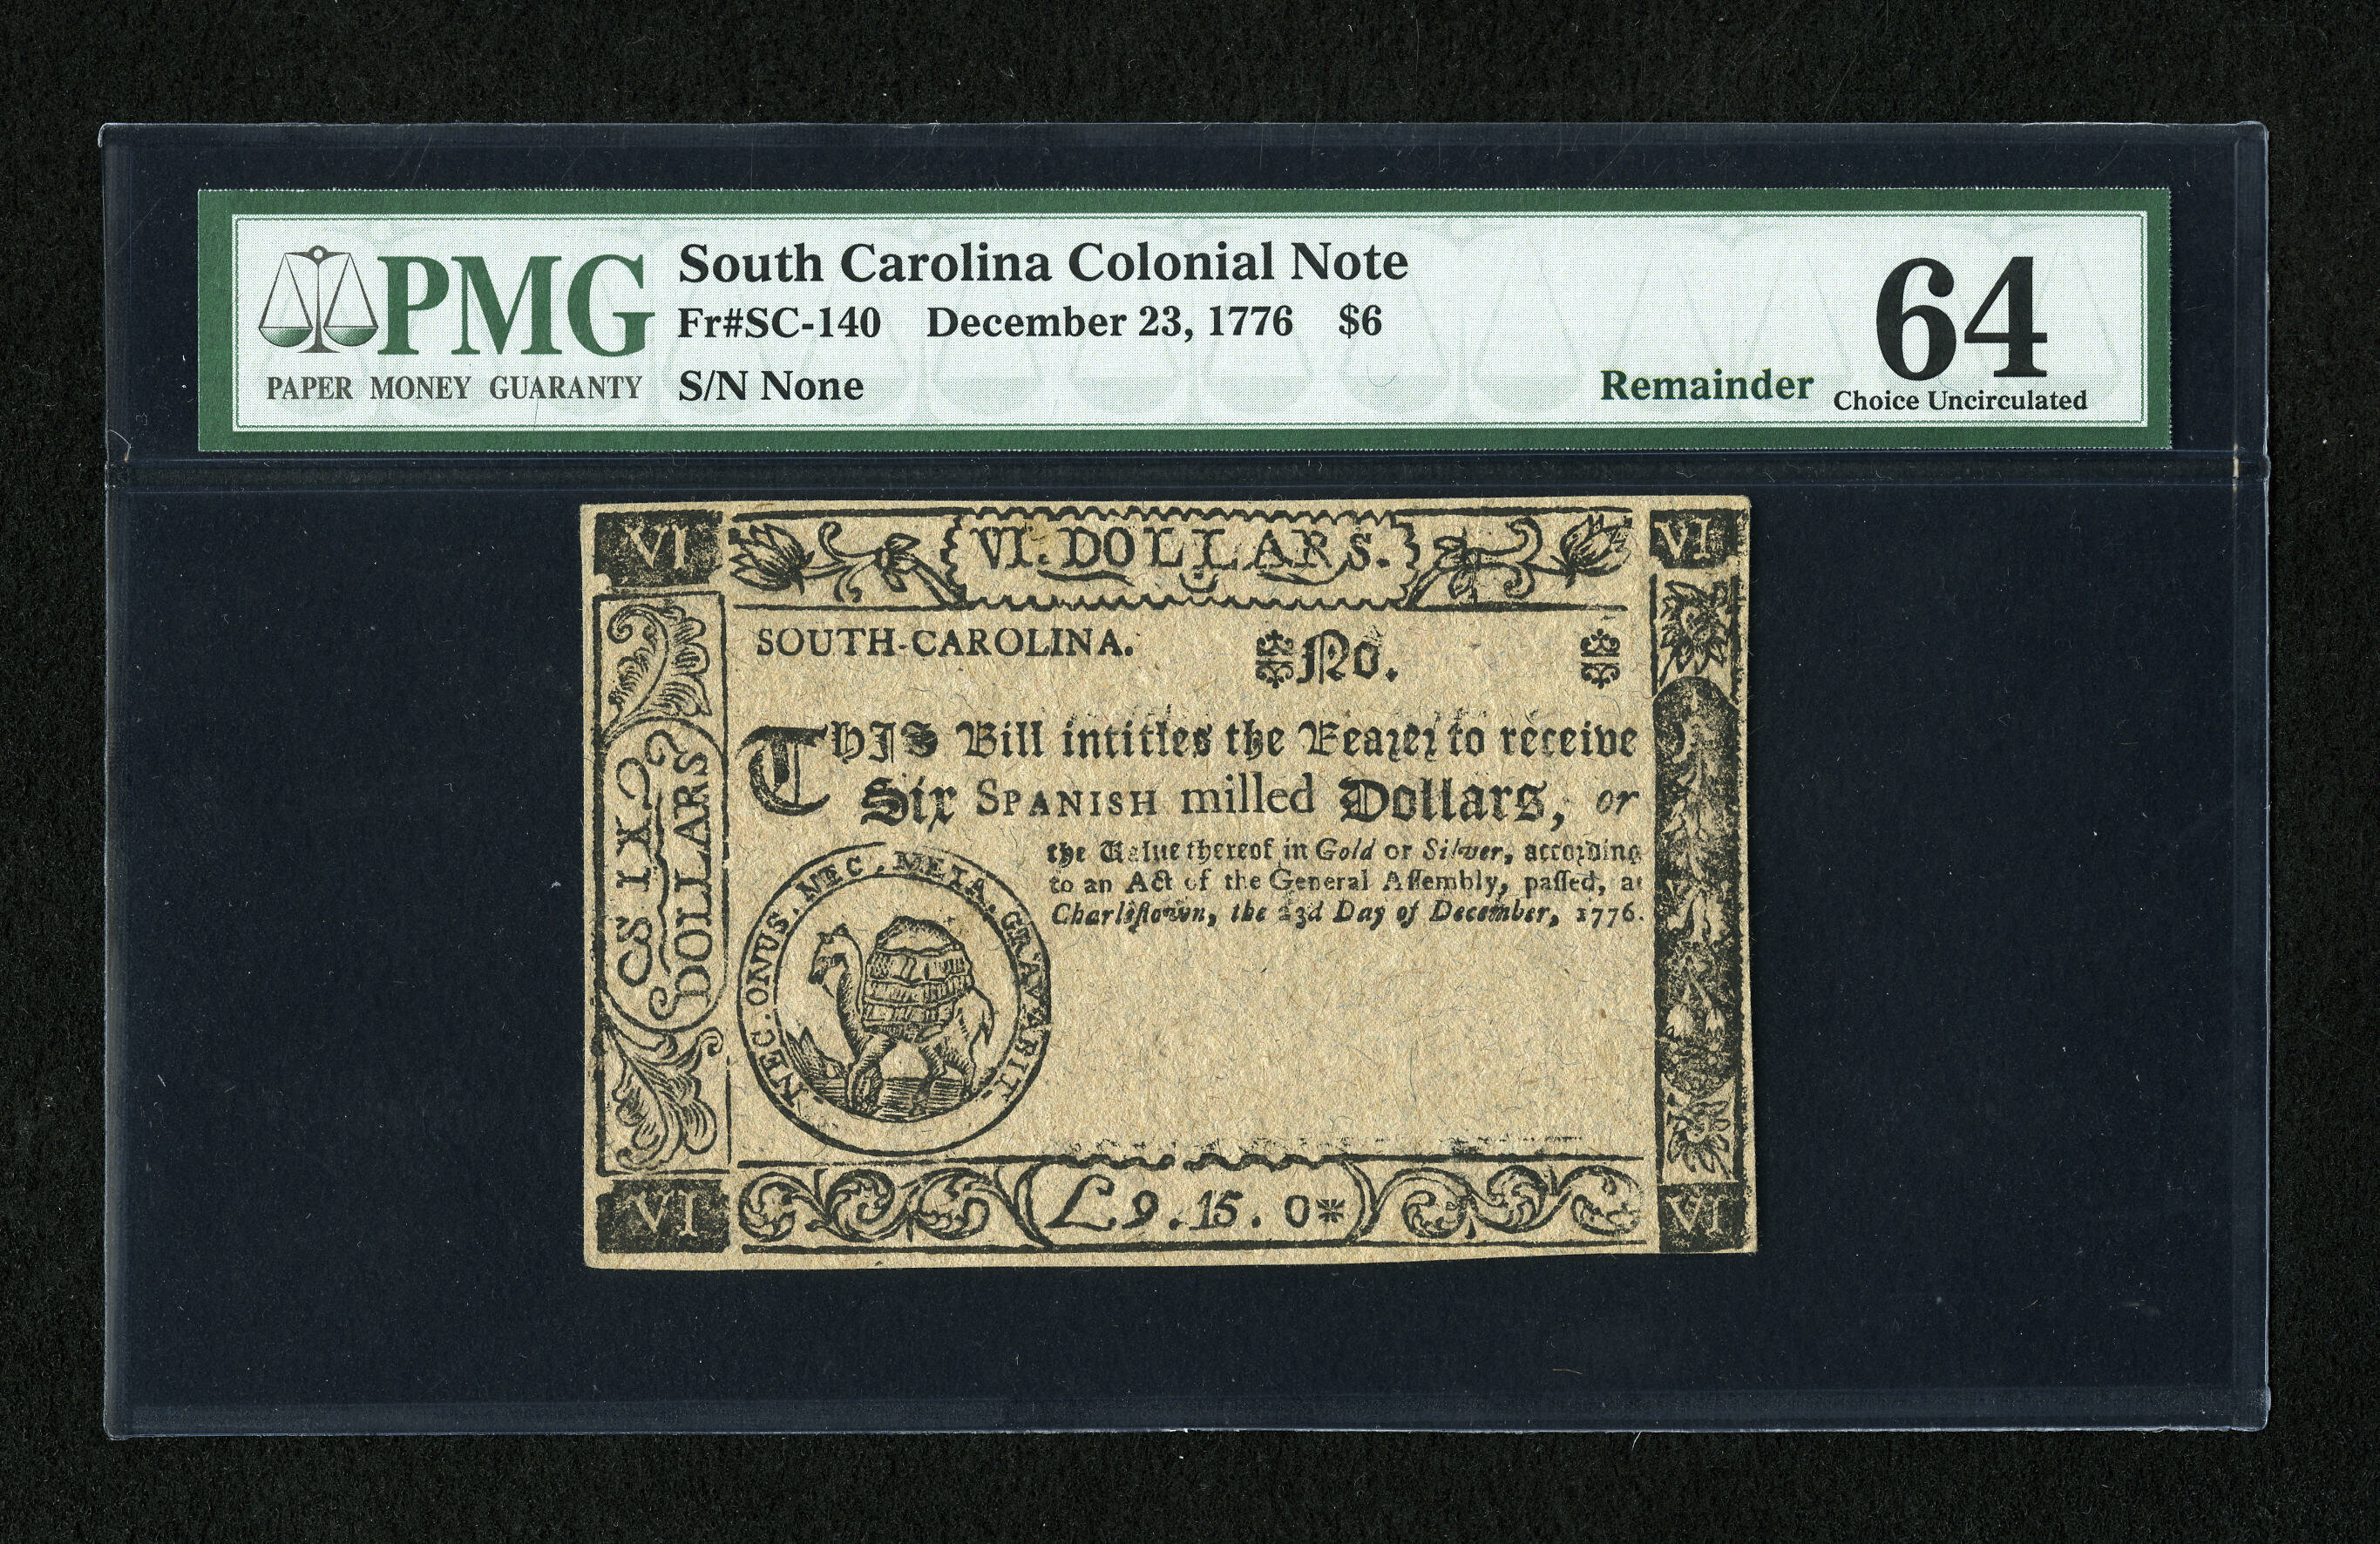 PMG
PAPER MONEY GUARANTY
South Carolina Colonial Note
Fr#SC-140 December 23, 1776 $6
S/N None
Remainder
64
Choice Uncirculated
VI
VI. DOLLARS.
VI
SOUTH-CAROLINA.
No.
THIS Bill intitles the Bearer to receive
Six SPANISH milled Dollars, or
the Value thereof in Gold or Silver, according
to an Act of the General Aſſembly, paſſed, at
Charleſtown, the 23d Day of December, 1776.
SIX
DOLLARS
NEC. ONUS. NEC. META. GRAVABIT.
VI
£9.15.0*
VI